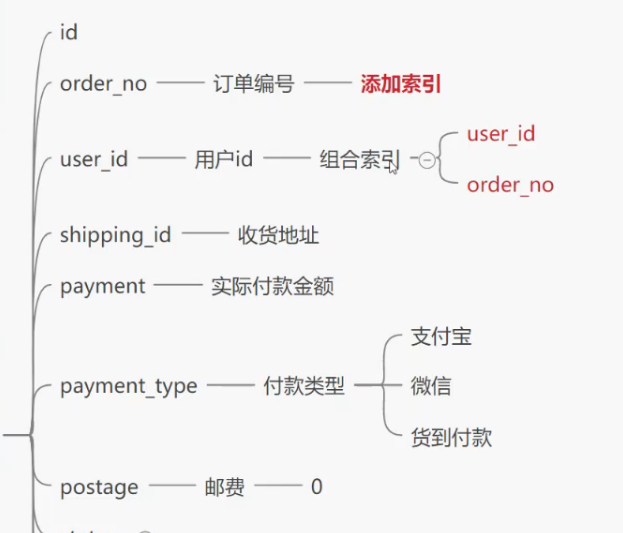 id
order_no 订单编号 添加索引
user_id 用户id 组合索引 user_id
order_no
shipping_id 收货地址
payment 实际付款金额
支付宝
payment_type 付款类型 微信
货到付款
postage 邮费 0